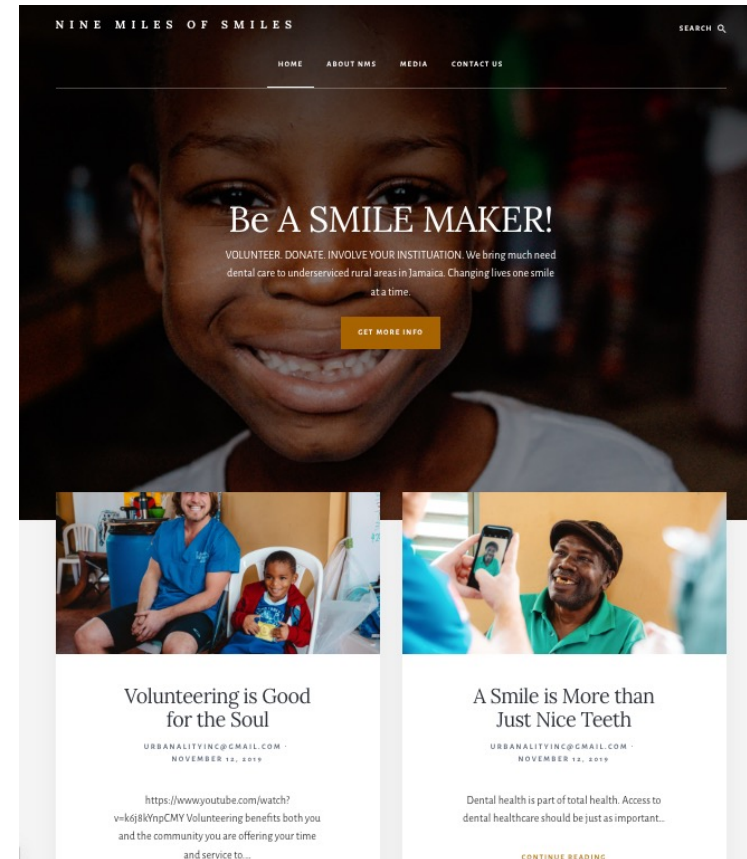 NINE MILES OF SMILES
SEARCH
HOME ABOUT NMS MEDIA CONTACT US
Be A SMILE MAKER!
VOLUNTEER. DONATE. INVOLVE YOUR INSTITUATION. We bring much need
dental care to underserviced rural areas in Jamaica. Changing lives one smile
at a time.
GET MORE INFO
Volunteering is Good
for the Soul
URBANALITYINC@GMAIL.COM ·
NOVEMBER 12, 2019
https://www.youtube.com/watch?
v=k6j8kYnpCMY Volunteering benefits both you
and the community you are offering your time
and service to....
A Smile is More than
Just Nice Teeth
URBANALITYINC@GMAIL.COM ·
NOVEMBER 12, 2019
Dental health is part of total health. Access to
dental healthcare should be just as important...
CONTINUE READING